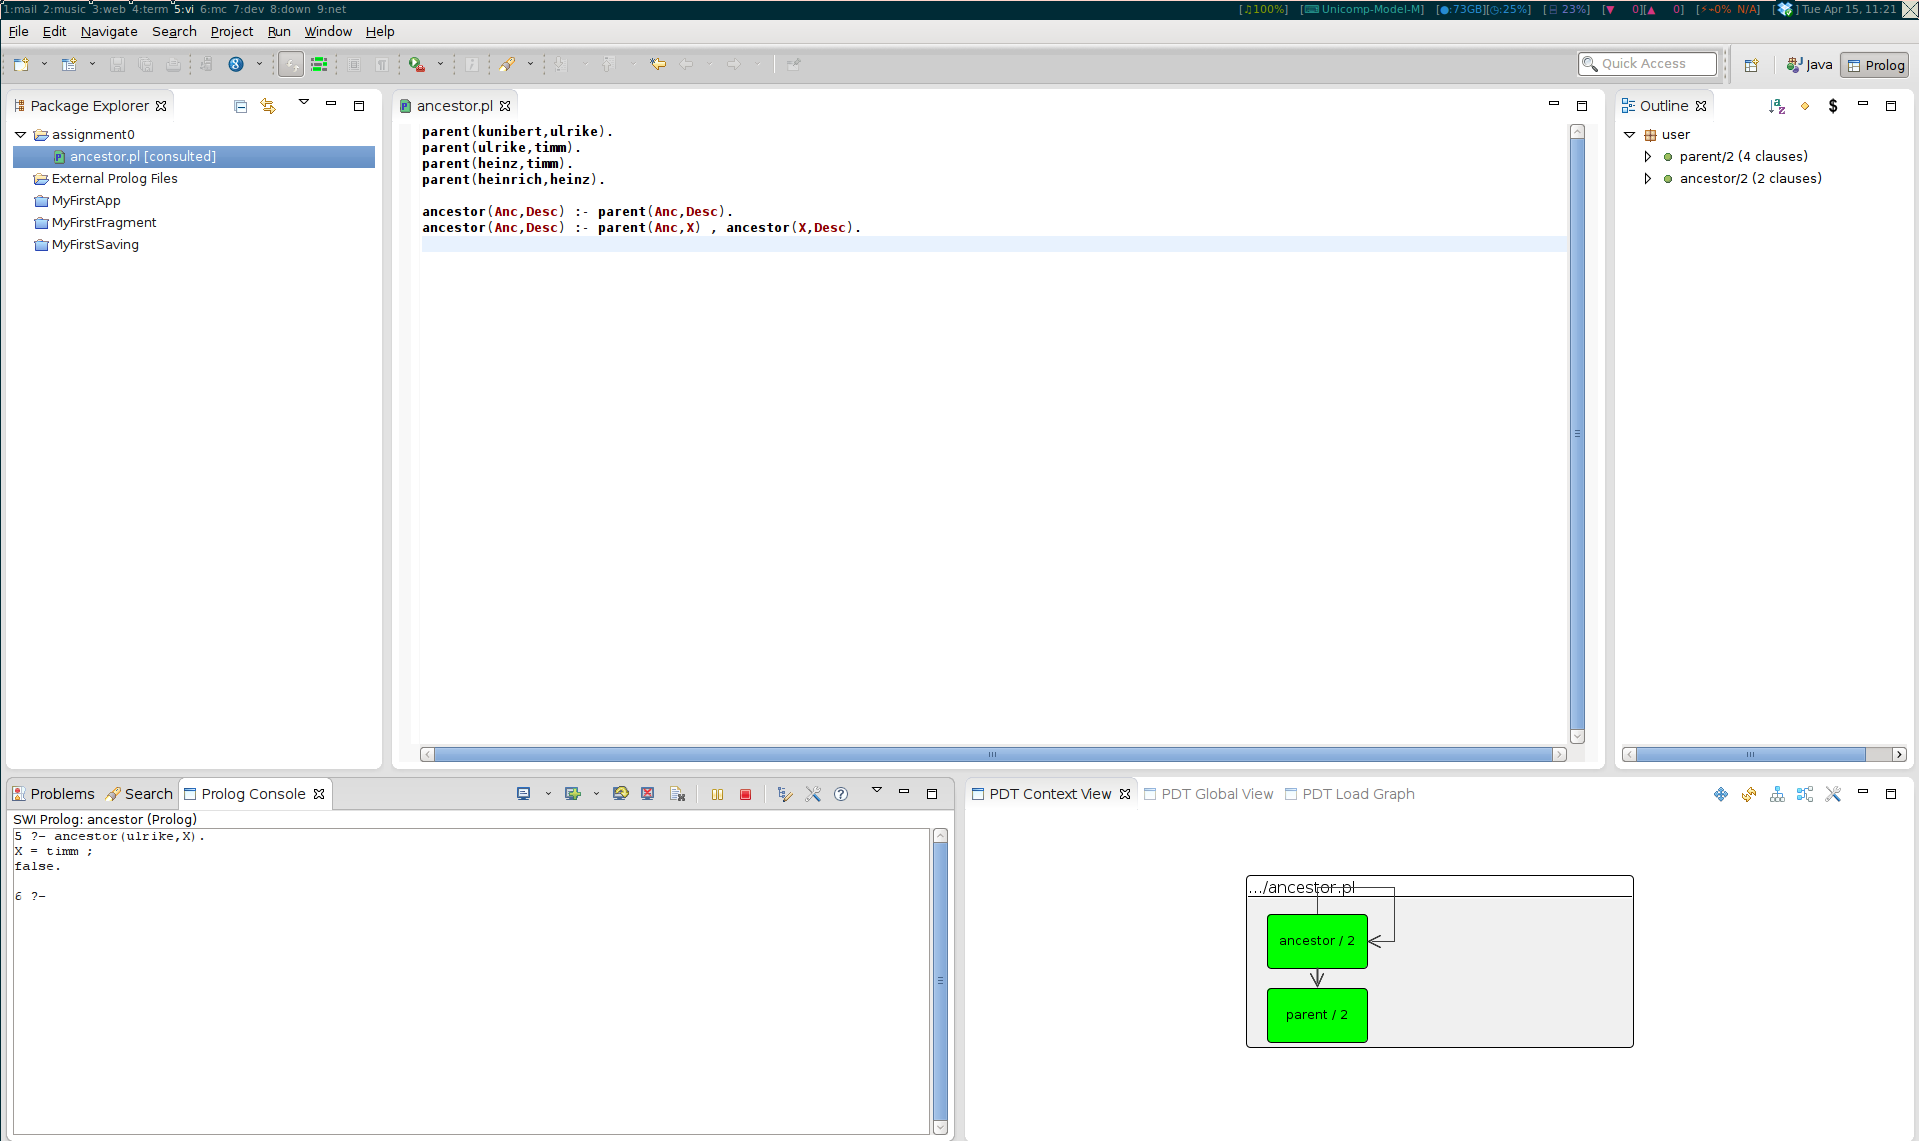 1:mail 2:music 3:web 4:term 5:vi 6:mc 7:dev 8:down 9:net
[♫100%] [⌨ Unicomp-Model-M] [●:73GB][◷:25%] [⌸ 23%] [▼ 0][▲ 0] [⚡⌁0% N/A] [ ] Tue Apr 15, 11:21
File Edit Navigate Search Project Run Window Help
Quick Access
Java
Prolog
Package Explorer
assignment0
ancestor.pl [consulted]
External Prolog Files
MyFirstApp
MyFirstFragment
MyFirstSaving
ancestor.pl
parent(kunibert,ulrike).
parent(ulrike,timm).
parent(heinz,timm).
parent(heinrich,heinz).
ancestor(Anc,Desc) :- parent(Anc,Desc).
ancestor(Anc,Desc) :- parent(Anc,X) , ancestor(X,Desc).
Outline
user
parent/2 (4 clauses)
ancestor/2 (2 clauses)
Problems Search Prolog Console
SWI Prolog: ancestor (Prolog)
5 ?- ancestor(ulrike,X).
X = timm ;
false.
6 ?-
PDT Context View PDT Global View PDT Load Graph
.../ancestor.pl
ancestor / 2
parent / 2